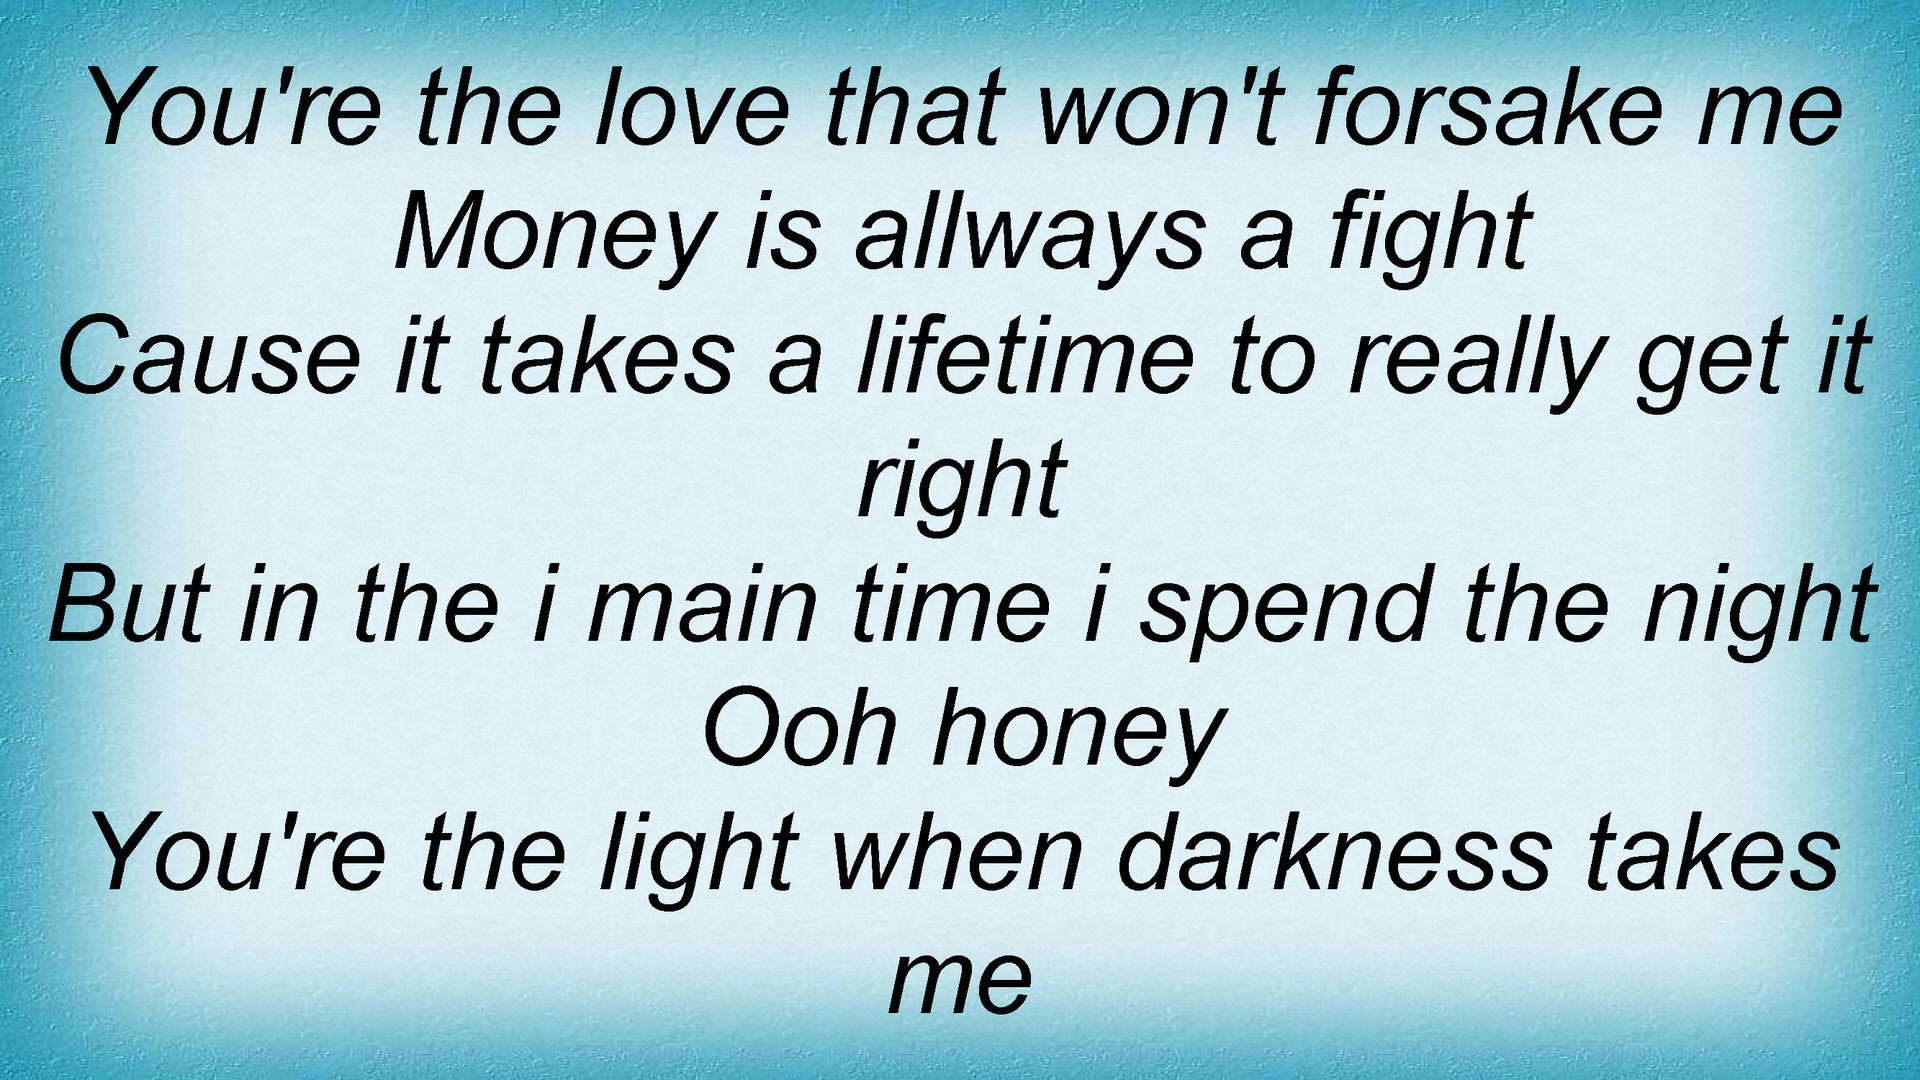 You're the love that won't forsake me
Money is allways a fight
Cause it takes a lifetime to really get it
right
But in the i main time i spend the night
Ooh honey
You're the light when darkness takes
me